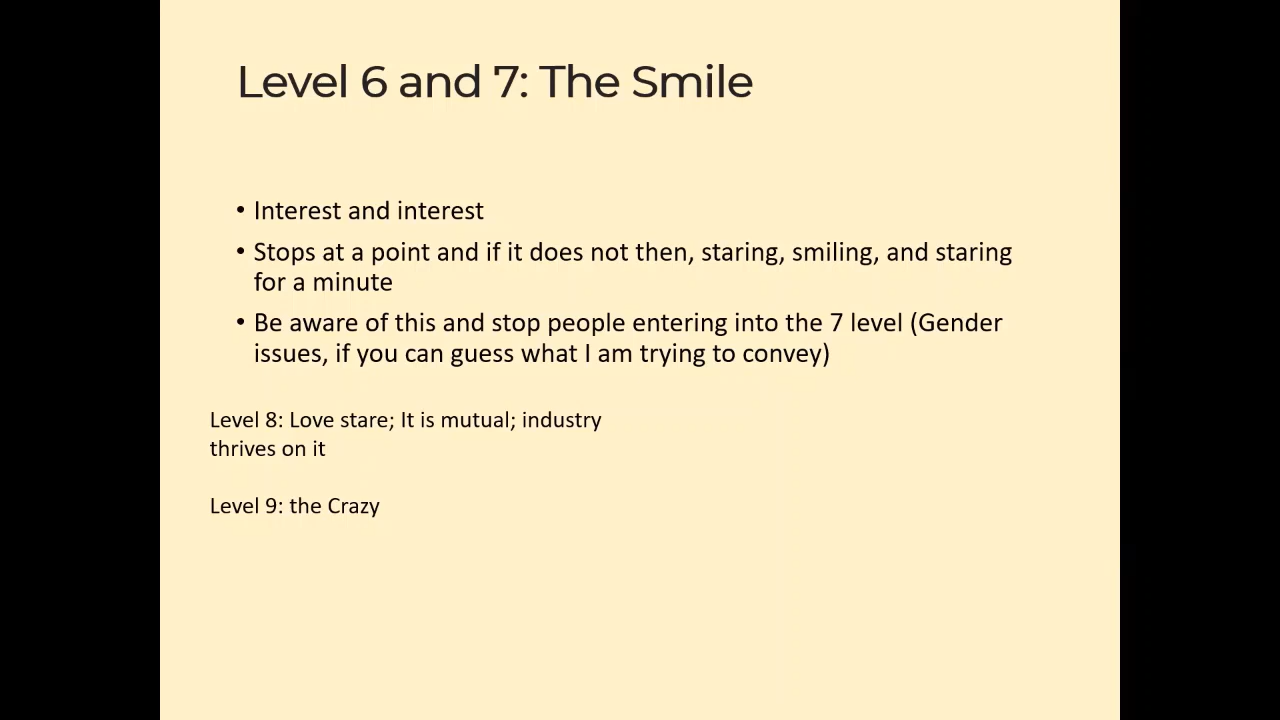 Level 6 and 7: The Smile
• Interest and interest
• Stops at a point and if it does not then, staring, smiling, and staring
for a minute
• Be aware of this and stop people entering into the 7 level (Gender
issues, if you can guess what I am trying to convey)
Level 8: Love stare; It is mutual; industry
thrives on it
Level 9: the Crazy